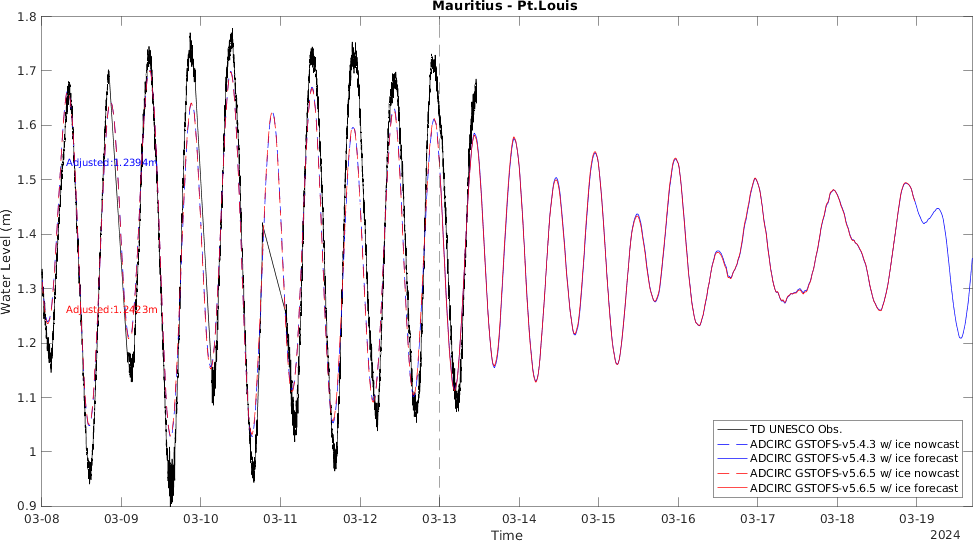 Mauritius - Pt.Louis
1.8
1.7
1.6
1.5
1.4
1.3
1.2
1.1
1
0.9
Water Level (m)
Adjusted:1.2394m
Adjusted:1.2423m
TD UNESCO Obs.
ADCIRC GSTOFS-v5.4.3 w/ ice nowcast
ADCIRC GSTOFS-v5.4.3 w/ ice forecast
ADCIRC GSTOFS-v5.6.5 w/ ice nowcast
ADCIRC GSTOFS-v5.6.5 w/ ice forecast
03-08 03-09 03-10 03-11 03-12 03-13 03-14 03-15 03-16 03-17 03-18 03-19
Time
2024